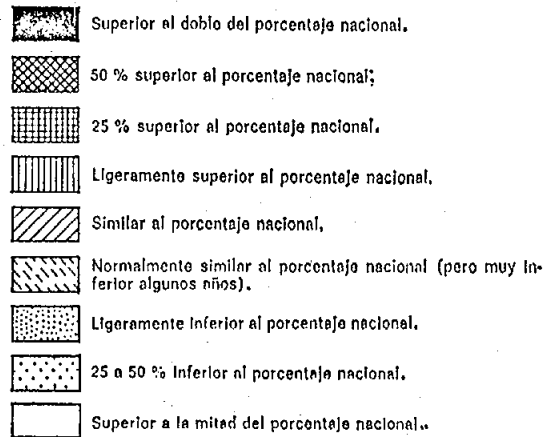 Superior al doble del porcentaje nacional.
50 % superior al porcentaje nacional;
25 % superior al porcentaje nacional.
Ligeramente superior al porcentaje nacional.
Similar al porcentaje nacional.
Normalmente similar al porcentaje nacional (pero muy in-
ferior algunos años).
Ligeramente inferior al porcentaje nacional.
25 a 50 % inferior al porcentaje nacional.
Superior a la mitad del porcentaje nacional..